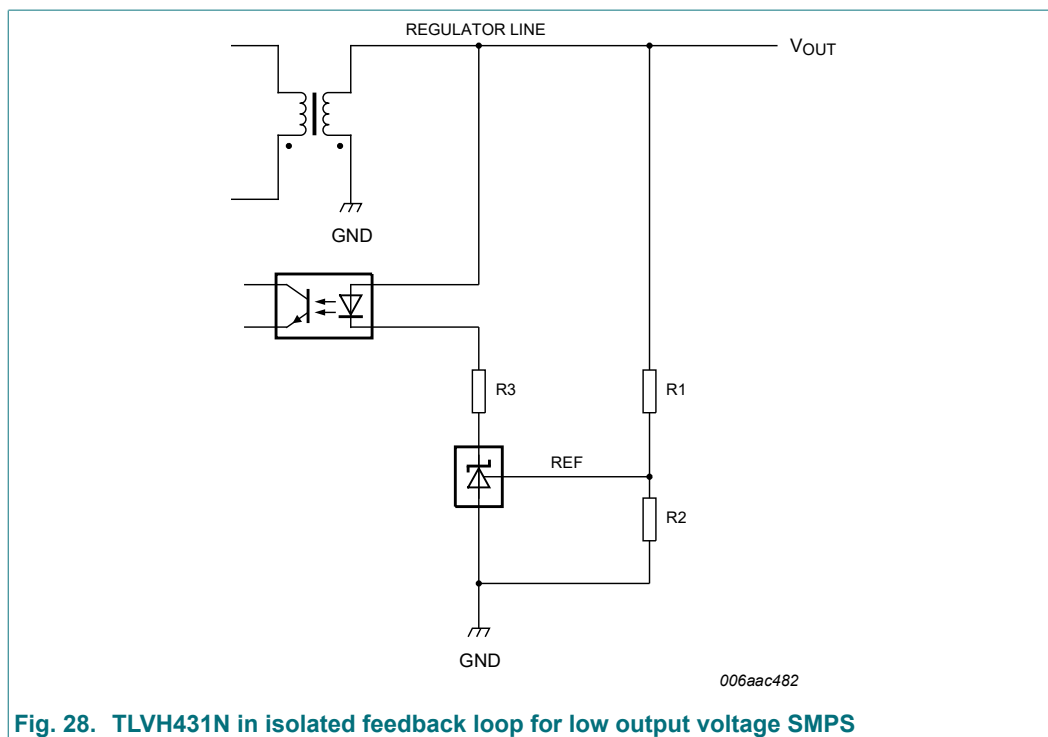 REGULATOR LINE
VOUT
GND
R3
R1
REF
R2
GND
006aac482
Fig. 28. TLVH431N in isolated feedback loop for low output voltage SMPS